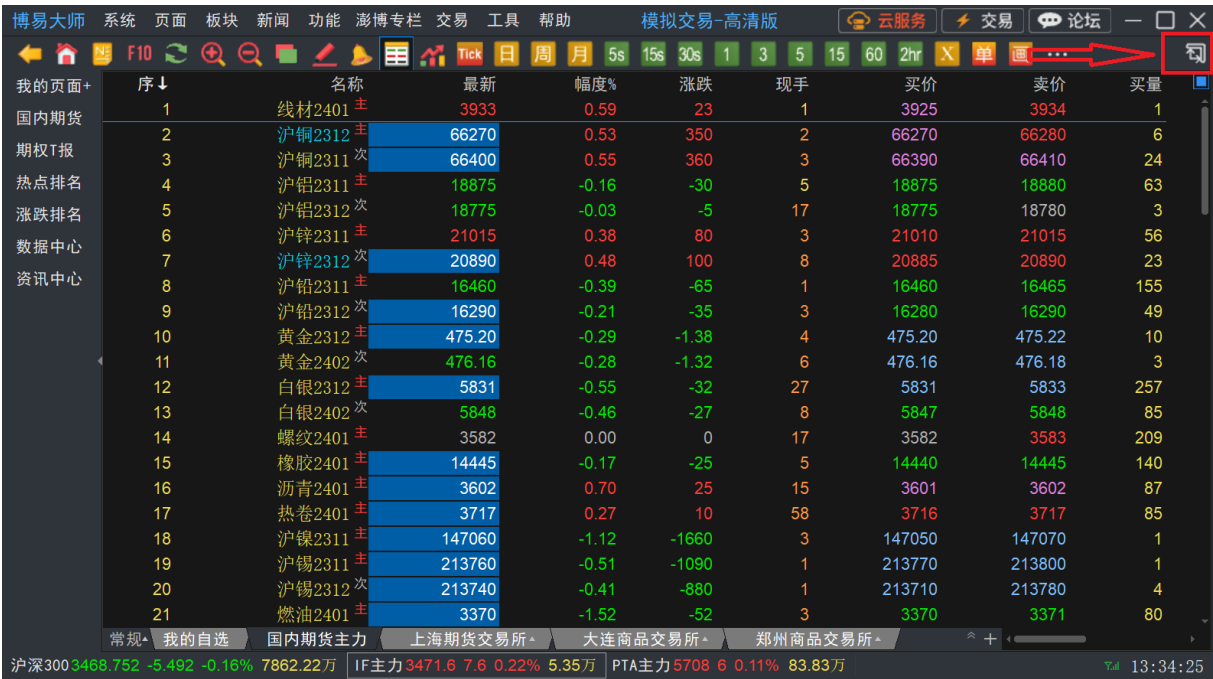 博易大师 系统 页面 板块 新闻 功能 澎博专栏 交易 工具 帮助 模拟交易-高清版 云服务 交易 论坛
F10 Tick 日 周 月 5s 15s 30s 1 3 5 15 60 2hr X 单 画
我的页面+
国内期货
期权T报
热点排名
涨跌排名
数据中心
资讯中心
序↓ 名称 最新 幅度% 涨跌 现手 买价 卖价 买量
1 线材2401主 3933 0.59 23 1 3925 3934 1
2 沪铜2312主 66270 0.53 350 2 66270 66280 6
3 沪铜2311次 66400 0.55 360 3 66390 66410 24
4 沪铝2311主 18875 -0.16 -30 5 18875 18880 63
5 沪铝2312次 18775 -0.03 -5 17 18775 18780 3
6 沪锌2311主 21015 0.38 80 3 21010 21015 56
7 沪锌2312次 20890 0.48 100 8 20885 20890 23
8 沪铅2311主 16460 -0.39 -65 1 16460 16465 155
9 沪铅2312次 16290 -0.21 -35 3 16280 16290 49
10 黄金2312主 475.20 -0.29 -1.38 4 475.20 475.22 10
11 黄金2402次 476.16 -0.28 -1.32 6 476.16 476.18 3
12 白银2312主 5831 -0.55 -32 27 5831 5833 257
13 白银2402次 5848 -0.46 -27 8 5847 5848 85
14 螺纹2401主 3582 0.00 0 17 3582 3583 209
15 橡胶2401主 14445 -0.17 -25 5 14440 14445 140
16 沥青2401主 3602 0.70 25 15 3601 3602 87
17 热卷2401主 3717 0.27 10 58 3716 3717 85
18 沪镍2311主 147060 -1.12 -1660 3 147050 147070 1
19 沪锡2311主 213760 -0.51 -1090 1 213770 213800 1
20 沪锡2312次 213740 -0.41 -880 1 213710 213780 4
21 燃油2401主 3370 -1.52 -52 3 3370 3371 80
常规 我的自选 国内期货主力 上海期货交易所 大连商品交易所 郑州商品交易所
沪深300 3468.752 -5.492 -0.16% 7862.22万 IF主力 3471.6 7.6 0.22% 5.35万 PTA主力 5708 6 0.11% 83.83万 13:34:25